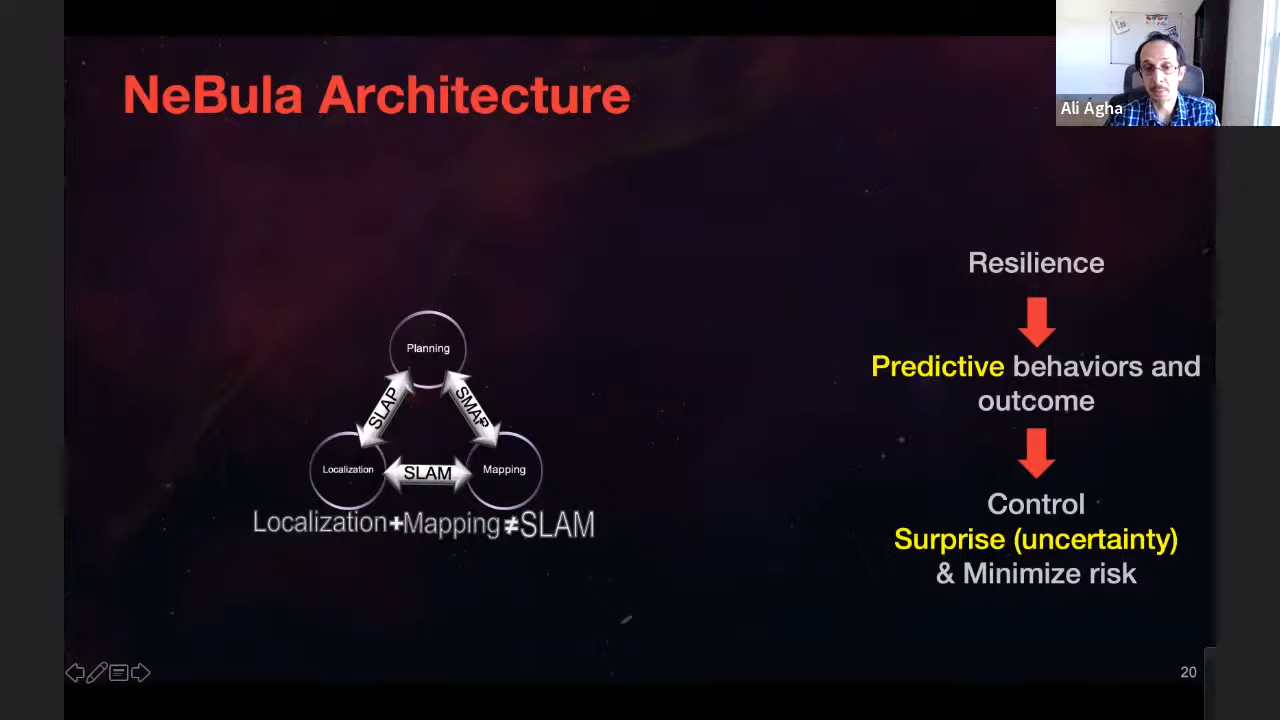 NeBula Architecture
Ali Agha
Resilience
Predictive behaviors and
outcome
Control
Surprise (uncertainty)
& Minimize risk
Planning
SLAP
SMAP
Localization
SLAM
Mapping
Localization+Mapping≠SLAM
20